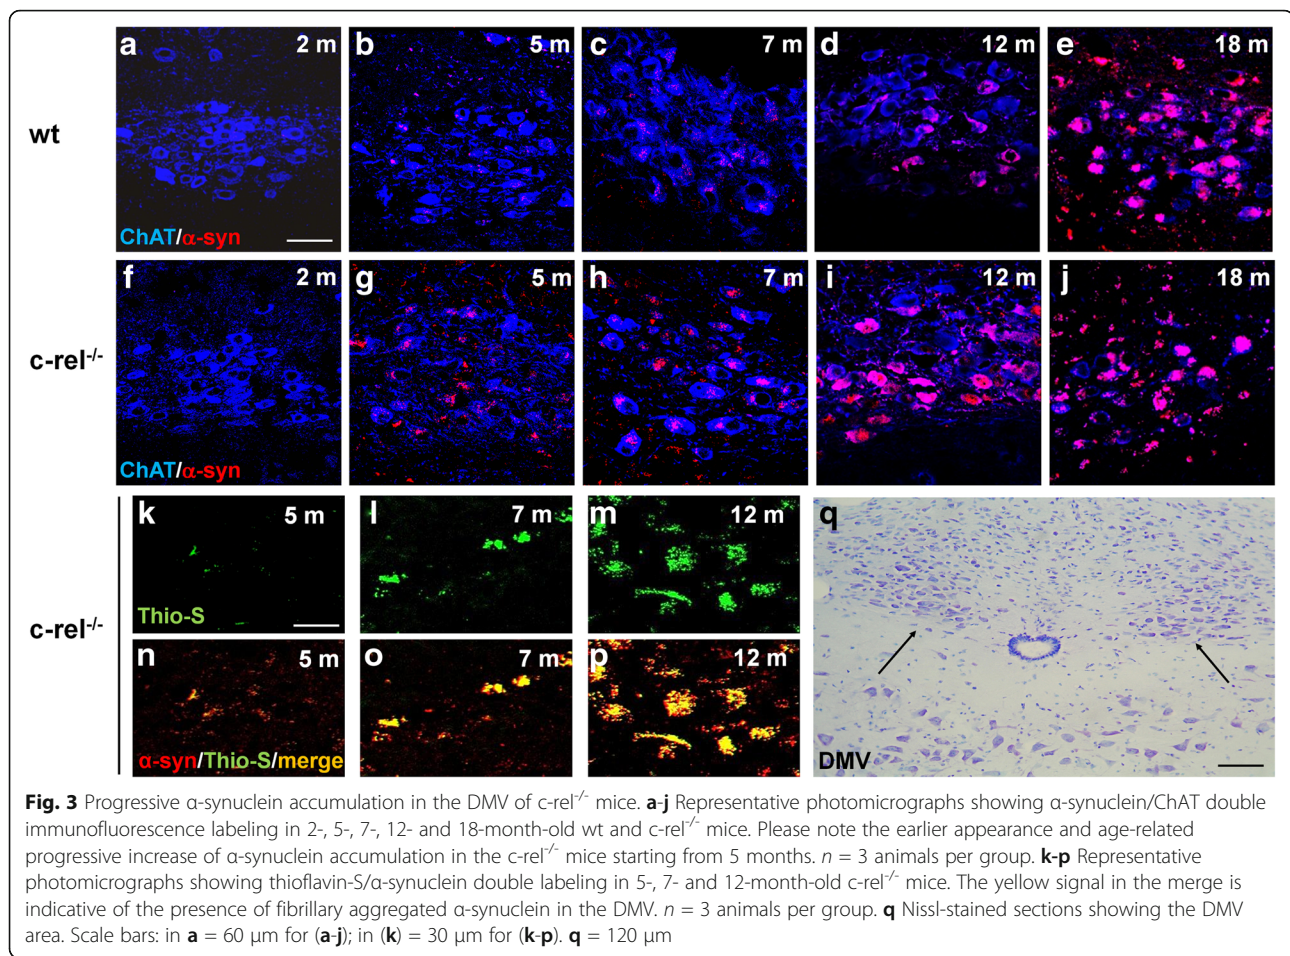 a 2 m b 5 m c 7 m d 12 m e 18 m
wt
ChAT/α-syn
f 2 m g 5 m h 7 m i 12 m j 18 m
c-rel-/-
ChAT/α-syn
k 5 m l 7 m m 12 m q
Thio-S
c-rel-/-
n 5 m o 7 m p 12 m
α-syn/Thio-S/merge
DMV
Fig. 3 Progressive α-synuclein accumulation in the DMV of c-rel-/- mice. a-j Representative photomicrographs showing α-synuclein/ChAT double
immunofluorescence labeling in 2-, 5-, 7-, 12- and 18-month-old wt and c-rel-/- mice. Please note the earlier appearance and age-related
progressive increase of α-synuclein accumulation in the c-rel-/- mice starting from 5 months. n = 3 animals per group. k-p Representative
photomicrographs showing thioflavin-S/α-synuclein double labeling in 5-, 7- and 12-month-old c-rel-/- mice. The yellow signal in the merge is
indicative of the presence of fibrillary aggregated α-synuclein in the DMV. n = 3 animals per group. q Nissl-stained sections showing the DMV
area. Scale bars: in a = 60 μm for (a-j); in (k) = 30 μm for (k-p). q = 120 μm